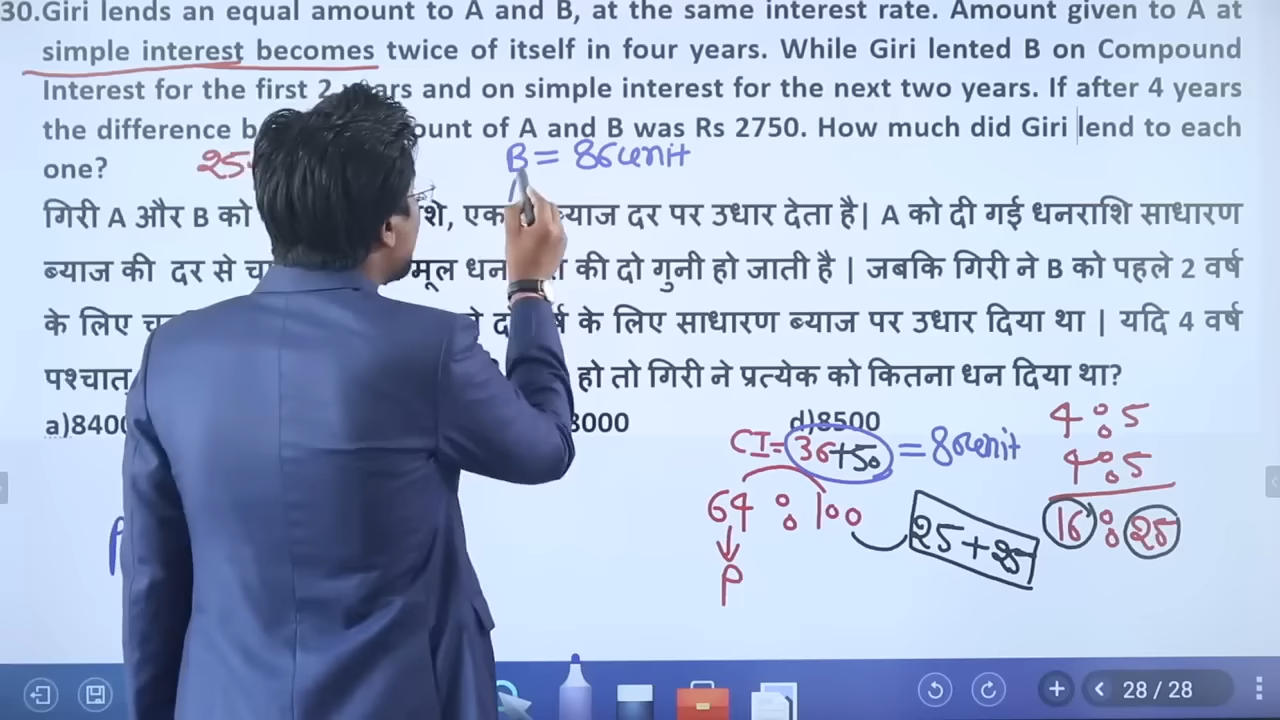 30.Giri lends an equal amount to A and B, at the same interest rate. Amount given to A at
simple interest becomes twice of itself in four years. While Giri lented B on Compound
Interest for the first 2 years and on simple interest for the next two years. If after 4 years
the difference b ount of A and B was Rs 2750. How much did Giri lend to each
one? 25 B = 86unit
गिरी A और B को शि, एक ब्याज दर पर उधार देता है| A को दी गई धनराशि साधारण
ब्याज की दर से मूल धन की दो गुनी हो जाती है | जबकि गिरी ने B को पहले 2 वर्ष
के लिए के लिए साधारण ब्याज पर उधार दिया था | यदि 4 वर्ष
पश्चात् हो तो गिरी ने प्रत्येक को कितना धन दिया था?
a)8400 8000 d)8500
4 : 5
CI= 36+50 = 86unit
4 : 5
64 : 100
25+25
16 : 25
P
P
28 / 28